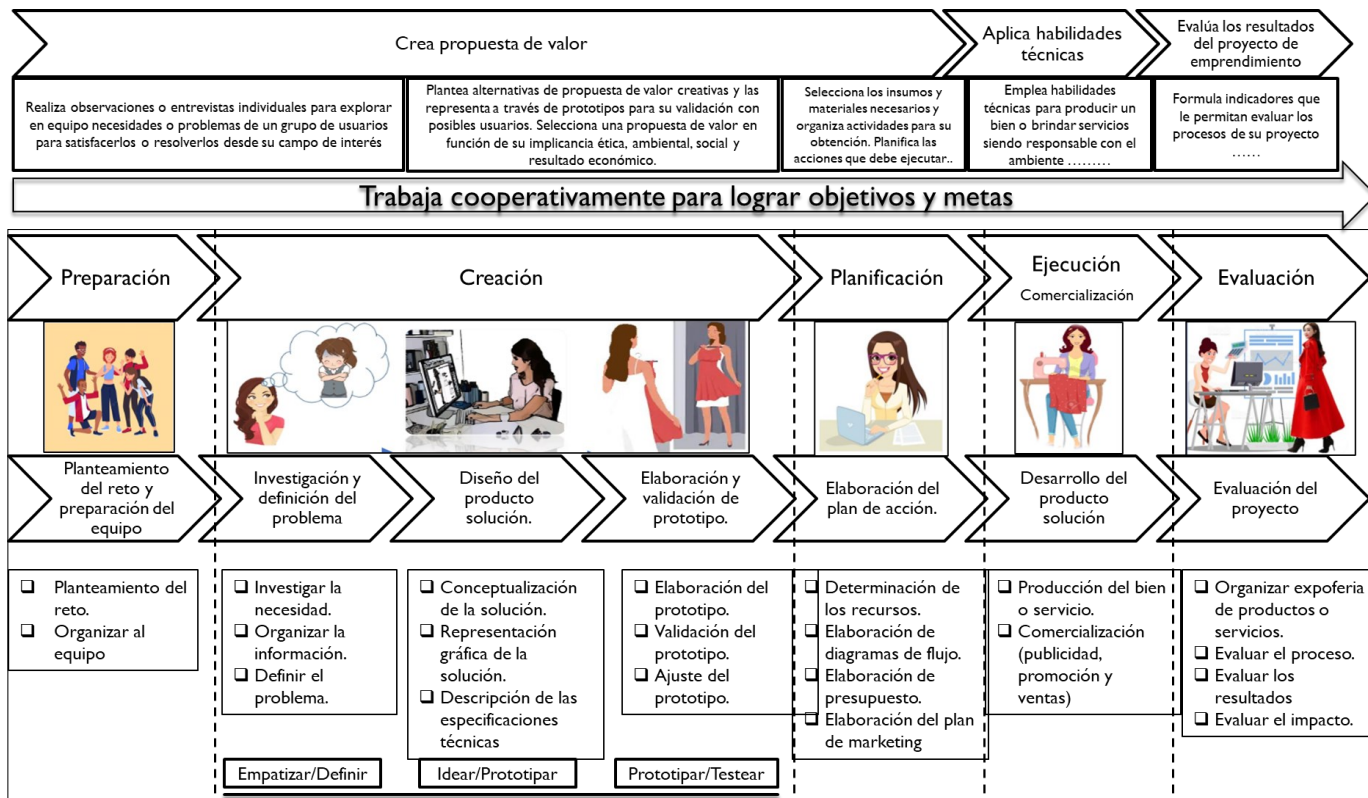 Crea propuesta de valor
Aplica habilidades
técnicas
Evalúa los resultados
del proyecto de
emprendimiento
Realiza observaciones o entrevistas individuales para explorar
en equipo necesidades o problemas de un grupo de usuarios
para satisfacerlos o resolverlos desde su campo de interés
Plantea alternativas de propuesta de valor creativas y las
representa a través de prototipos para su validación con
posibles usuarios. Selecciona una propuesta de valor en
función de su implicancia ética, ambiental, social y
resultado económico.
Selecciona los insumos y
materiales necesarios y
organiza actividades para su
obtención. Planifica las
acciones que debe ejecutar..
Emplea habilidades
técnicas para producir un
bien o brindar servicios
siendo responsable con el
ambiente ………
Formula indicadores que
le permitan evaluar los
procesos de su proyecto
……
Trabaja cooperativamente para lograr objetivos y metas
Preparación
Creación
Planificación
Ejecución
Comercialización
Evaluación
Planteamiento
del reto y
preparación del
equipo
Investigación y
definición del
problema
Diseño del
producto
solución.
Elaboración y
validación de
prototipo.
Elaboración del
plan de acción.
Desarrollo del
producto
solución
Evaluación del
proyecto
❑ Planteamiento del
reto.
❑ Organizar al
equipo
❑ Investigar la
necesidad.
❑ Organizar la
información.
❑ Definir el
problema.
❑ Conceptualización
de la solución.
❑ Representación
gráfica de la
solución.
❑ Descripción de las
especificaciones
técnicas
❑ Elaboración del
prototipo.
❑ Validación del
prototipo.
❑ Ajuste del
prototipo.
❑ Determinación de
los recursos.
❑ Elaboración de
diagramas de flujo.
❑ Elaboración de
presupuesto.
❑ Elaboración del plan
de marketing
❑ Producción del bien
o servicio.
❑ Comercialización
(publicidad,
promoción y
ventas)
❑ Organizar expoferia
de productos o
servicios.
❑ Evaluar el proceso.
❑ Evaluar los
resultados
❑ Evaluar el impacto.
Empatizar/Definir
Idear/Prototipar
Prototipar/Testear